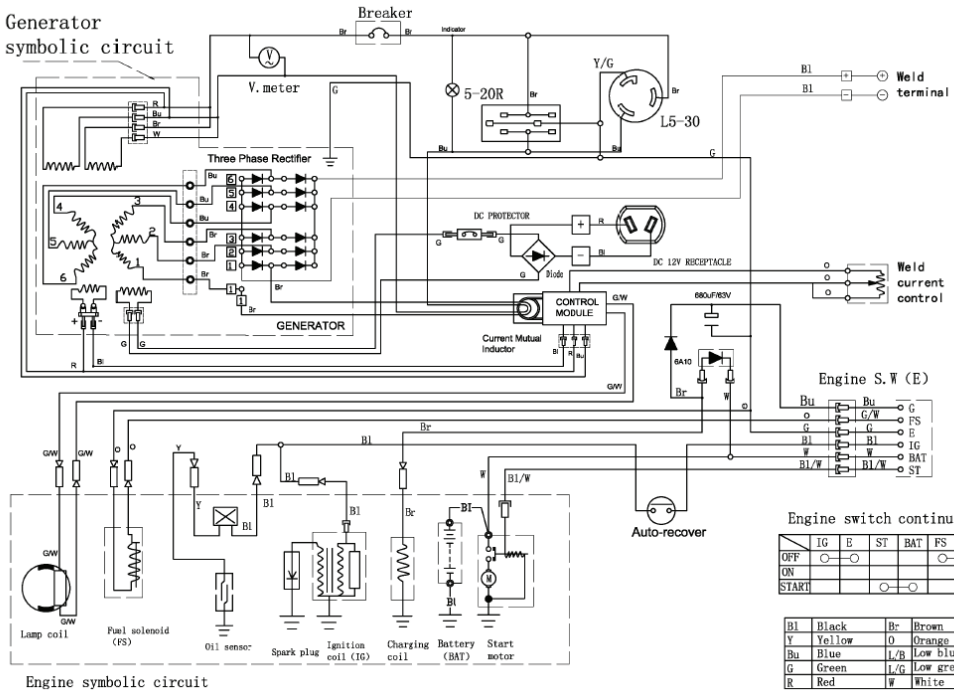 Generator
symbolic circuit
Breaker
Br
Br
Indicator
V
V.meter
G
5-20R
Br
Y/G
Br
L5-30
Bl
+
+
Weld
Bl
-
-
terminal
R
Bu
Br
W
Bu
G
Three Phase Rectifier
Bu
6
Bu
5
Bu
4
Br
3
Br
2
Br
1
4
3
5
2
6
1
DC PROTECTOR
G
G
+
R
-
Bl
G
Diode
DC 12V RECEPTACLE
Br
1
1
Br
GENERATOR
+
-
G
G
R
Bl
CONTROL
MODULE
Current Mutual
Inductor
Bl
R
Bu
G/W
G/W
O
O
O
Weld
current
control
680uF/63V
6A10
Br
W
Engine S.W (E)
Bu
Bu
G
O
G/W
FS
G
G
E
Bl
Bl
IG
W
W
BAT
Bl/W
Bl/W
ST
G/W
G/W
O
O
Y
Y
Bl
Bl
Bl
Bl
Br
Br
W
Bl/W
Bl
Bl
M
Auto-recover
G/W
G/W
Lamp coil
Fuel solenoid
(FS)
Oil sensor
Spark plug
Ignition
coil (IG)
Charging
coil
Battery
(BAT)
Start
motor
Engine symbolic circuit
Engine switch continu
IG E ST BAT FS
OFF
ON
START
Bl Black Br Brown
Y Yellow O Orange
Bu Blue L/B Low blu
G Green L/G Low gre
R Red W White